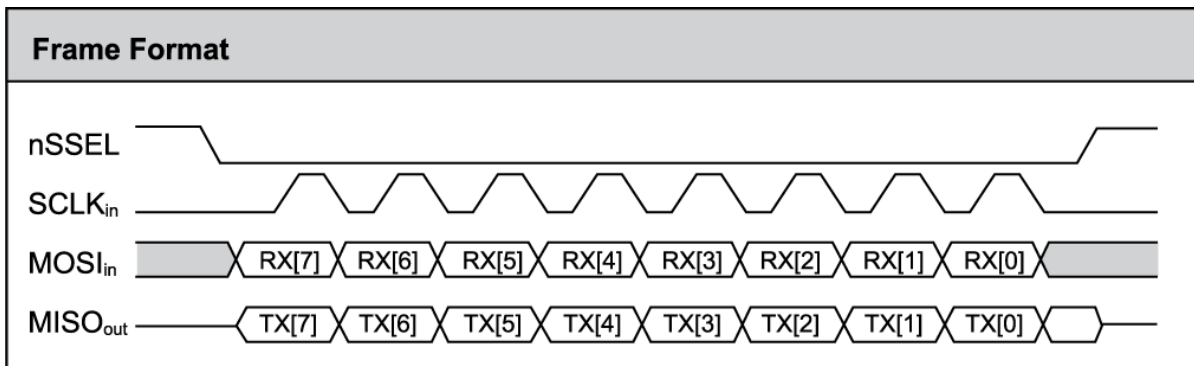 Frame Format
nSSEL
SCLKin
MOSIin RX[7] RX[6] RX[5] RX[4] RX[3] RX[2] RX[1] RX[0]
MISOout TX[7] TX[6] TX[5] TX[4] TX[3] TX[2] TX[1] TX[0]